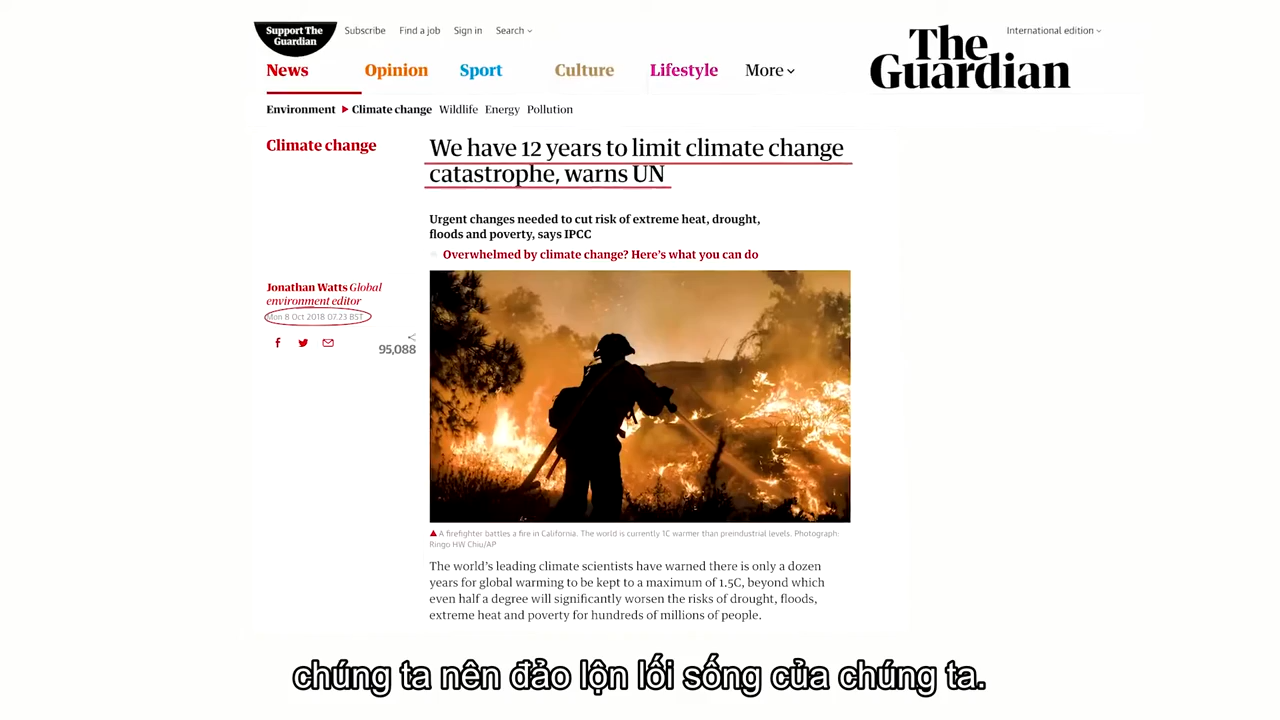 Support The
Guardian
Subscribe Find a job Sign in Search
International edition
The
Guardian
News Opinion Sport Culture Lifestyle More
Environment Climate change Wildlife Energy Pollution
Climate change
We have 12 years to limit climate change
catastrophe, warns UN
Urgent changes needed to cut risk of extreme heat, drought,
floods and poverty, says IPCC
Overwhelmed by climate change? Here's what you can do
Jonathan Watts Global
environment editor
Mon 8 Oct 2018 07.23 BST
95,088
A firefighter battles a fire in California. The world is currently 1C warmer than preindustrial levels. Photograph:
Ringo HW Chiu/AP
The world's leading climate scientists have warned there is only a dozen
years for global warming to be kept to a maximum of 1.5C, beyond which
even half a degree will significantly worsen the risks of drought, floods,
extreme heat and poverty for hundreds of millions of people.
chúng ta nên đảo lộn lối sống của chúng ta.